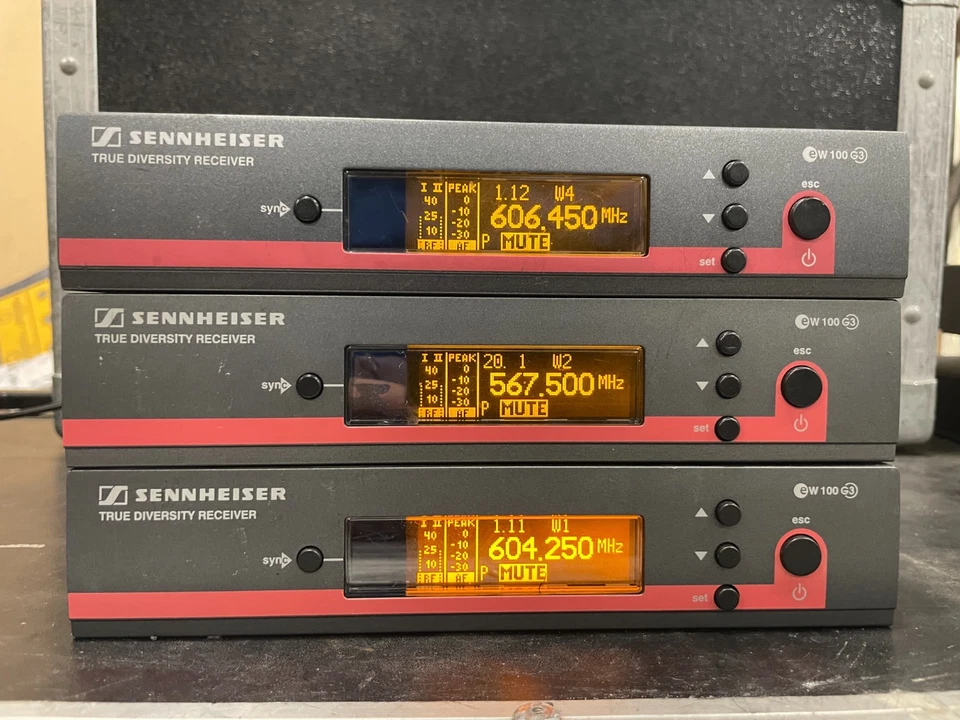 SENNHEISER
TRUE DIVERSITY RECEIVER
ew 100 G3
esc
sync
set
I II PEAK 1.12 W4
40 0
606.450 MHz
25 -10
-20
10 -30
RF AF P MUTE
SENNHEISER
TRUE DIVERSITY RECEIVER
ew 100 G3
esc
sync
set
I II PEAK 20. 1 W2
40 0
567.500 MHz
25 -10
-20
10 -30
RF AF P MUTE
SENNHEISER
TRUE DIVERSITY RECEIVER
ew 100 G3
esc
sync
set
I II PEAK 1.11 W1
40 0
604.250 MHz
25 -10
-20
10 -30
RF AF P MUTE